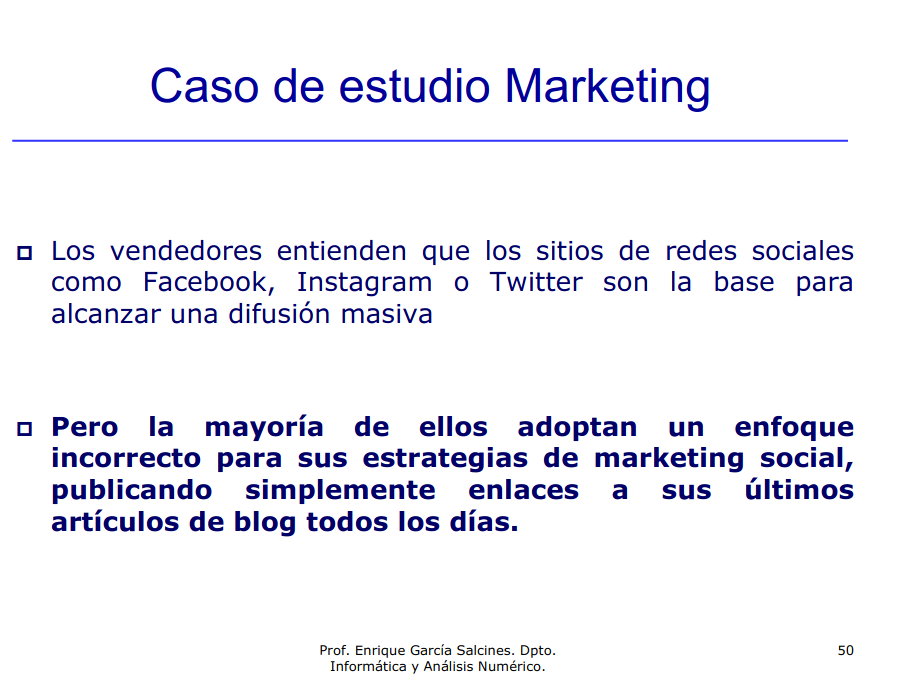 Caso de estudio Marketing
Los vendedores entienden que los sitios de redes sociales
como Facebook, Instagram o Twitter son la base para
alcanzar una difusión masiva
Pero la mayoría de ellos adoptan un enfoque
incorrecto para sus estrategias de marketing social,
publicando simplemente enlaces a sus últimos
artículos de blog todos los días.
Prof. Enrique García Salcines. Dpto.
Informática y Análisis Numérico.
50